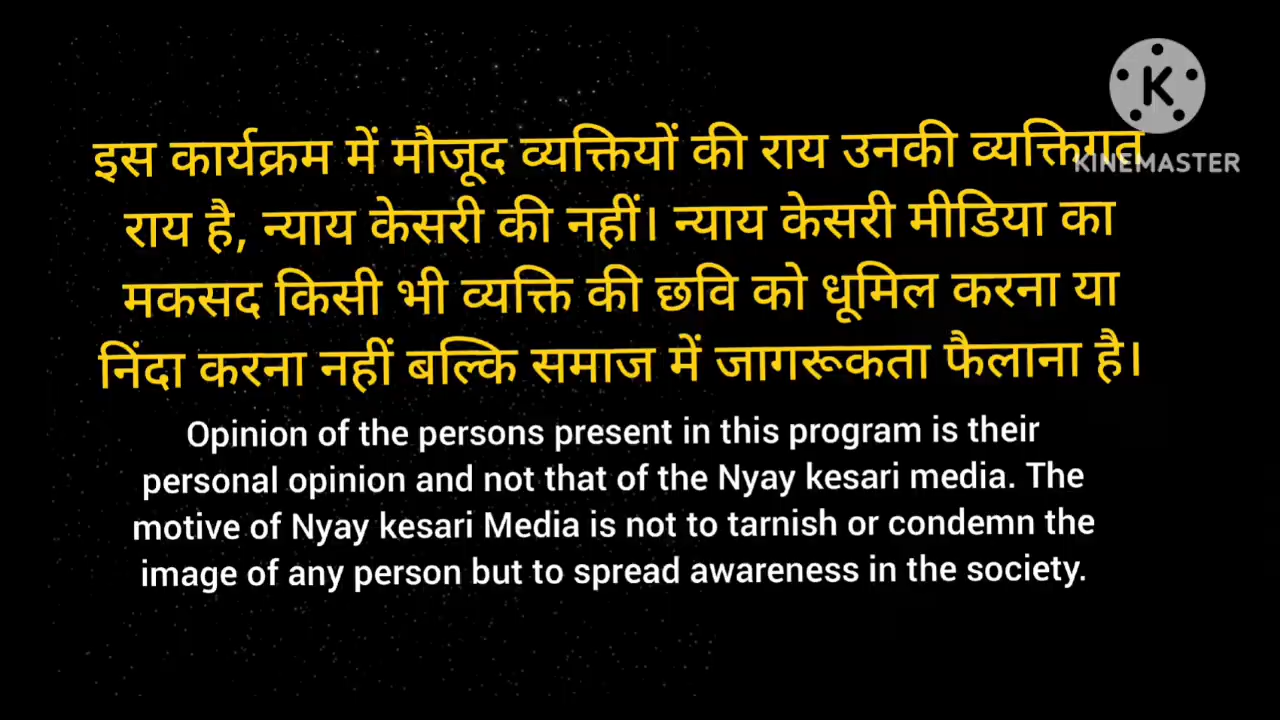 इस कार्यक्रम में मौजूद व्यक्तियों की राय उनकी व्यक्तिगत
राय है, न्याय केसरी की नहीं। न्याय केसरी मीडिया का
मकसद किसी भी व्यक्ति की छवि को धूमिल करना या
निंदा करना नहीं बल्कि समाज में जागरूकता फैलाना है।
Opinion of the persons present in this program is their
personal opinion and not that of the Nyay kesari media. The
motive of Nyay kesari Media is not to tarnish or condemn the
image of any person but to spread awareness in the society.
K
KINEMASTER